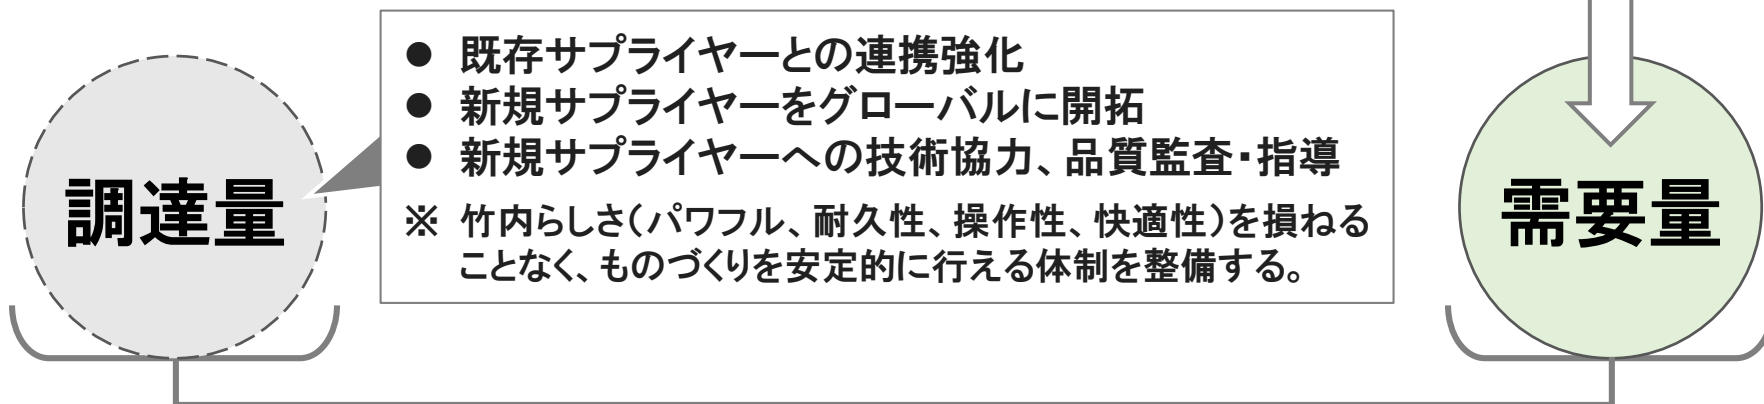 ● 既存サプライヤーとの連携強化
● 新規サプライヤーをグローバルに開拓
● 新規サプライヤーへの技術協力、品質監査・指導
※ 竹内らしさ（パワフル、耐久性、操作性、快適性）を損ねる
ことなく、ものづくりを安定的に行える体制を整備する。
調達量
需要量